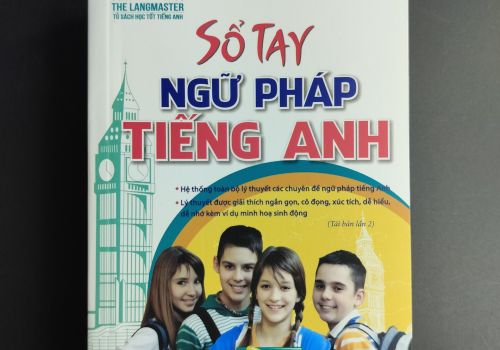 THE LANGMASTER
TỦ SÁCH HỌC TỐT TIẾNG ANH
SỔ TAY
NGỮ PHÁP
TIẾNG ANH
• Hệ thống toàn bộ lý thuyết các chuyên đề ngữ pháp tiếng Anh
• Lý thuyết được giải thích ngắn gọn, cô đọng, xúc tích, dễ hiểu,
dễ nhớ kèm ví dụ minh hoạ sinh động
(Tái bản lần 2)